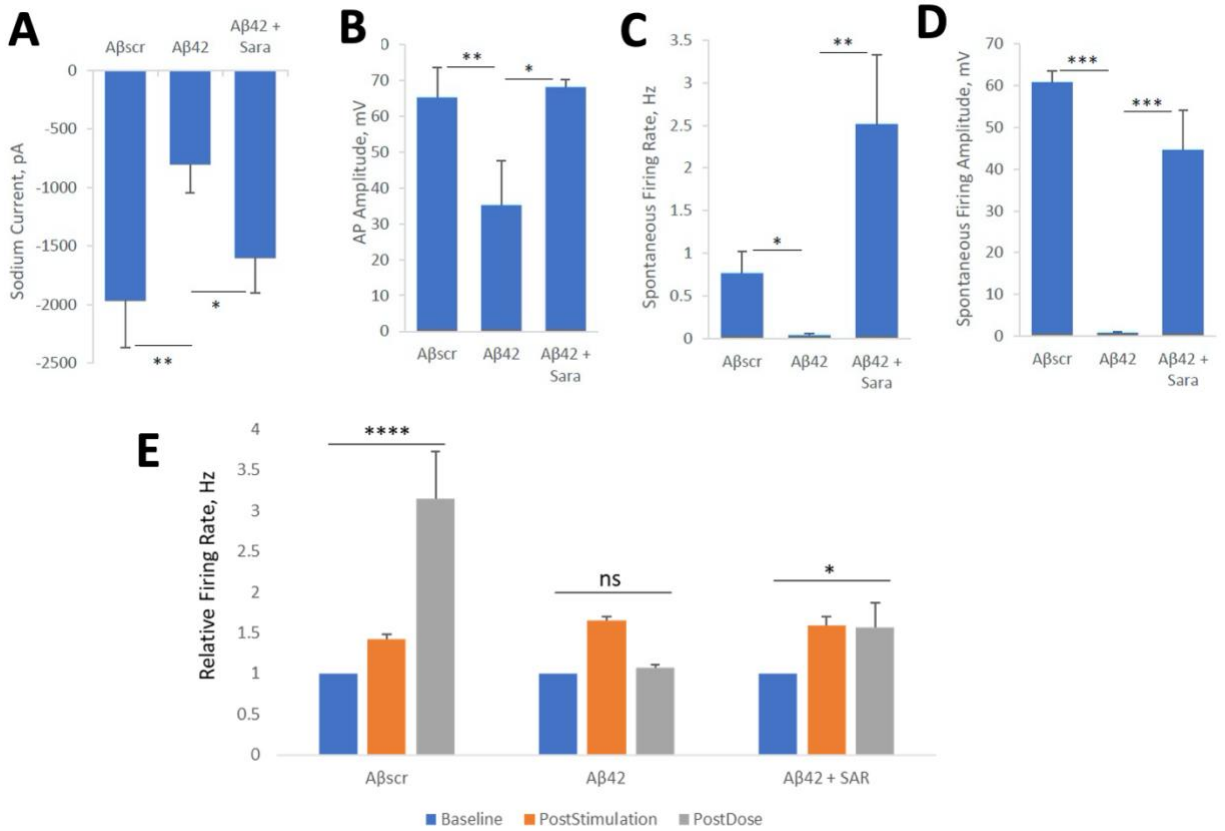 A
Aβscr
Aβ42
Aβ42 +
Sara
0
-500
-1000
-1500
-2000
-2500
Sodium Current, pA
*
**
B
80
70
60
50
40
30
20
10
0
AP Amplitude, mV
**
*
Aβscr
Aβ42
Aβ42 +
Sara
C
3.5
3
2.5
2
1.5
1
0.5
0
Spontaneous Firing Rate, Hz
**
*
Aβscr
Aβ42
Aβ42 +
Sara
D
70
60
50
40
30
20
10
0
Spontaneous Firing Amplitude, mV
***
***
Aβscr
Aβ42
Aβ42 +
Sara
E
4
3.5
3
2.5
2
1.5
1
0.5
0
Relative Firing Rate, Hz
****
ns
*
Aβscr
Aβ42
Aβ42 + SAR
Baseline PostStimulation PostDose